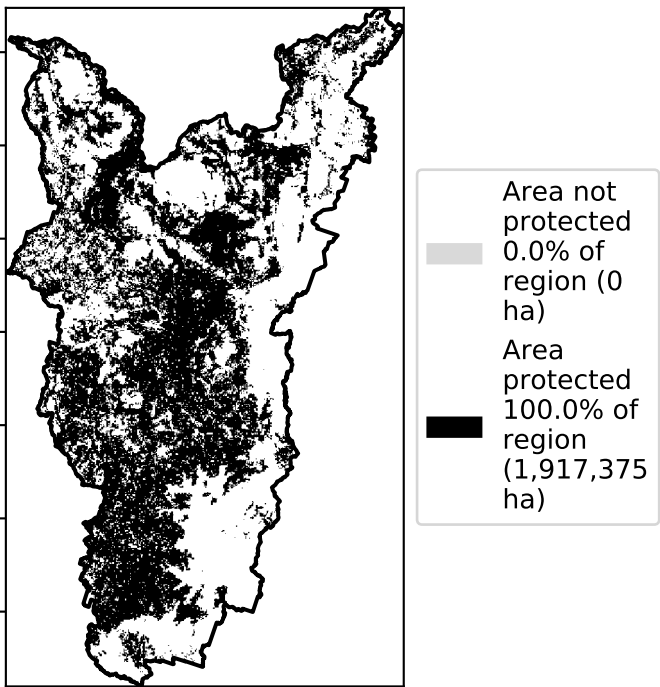 Area not
protected
0.0% of
region (0
ha)
Area
protected
100.0% of
region
(1,917,375
ha)